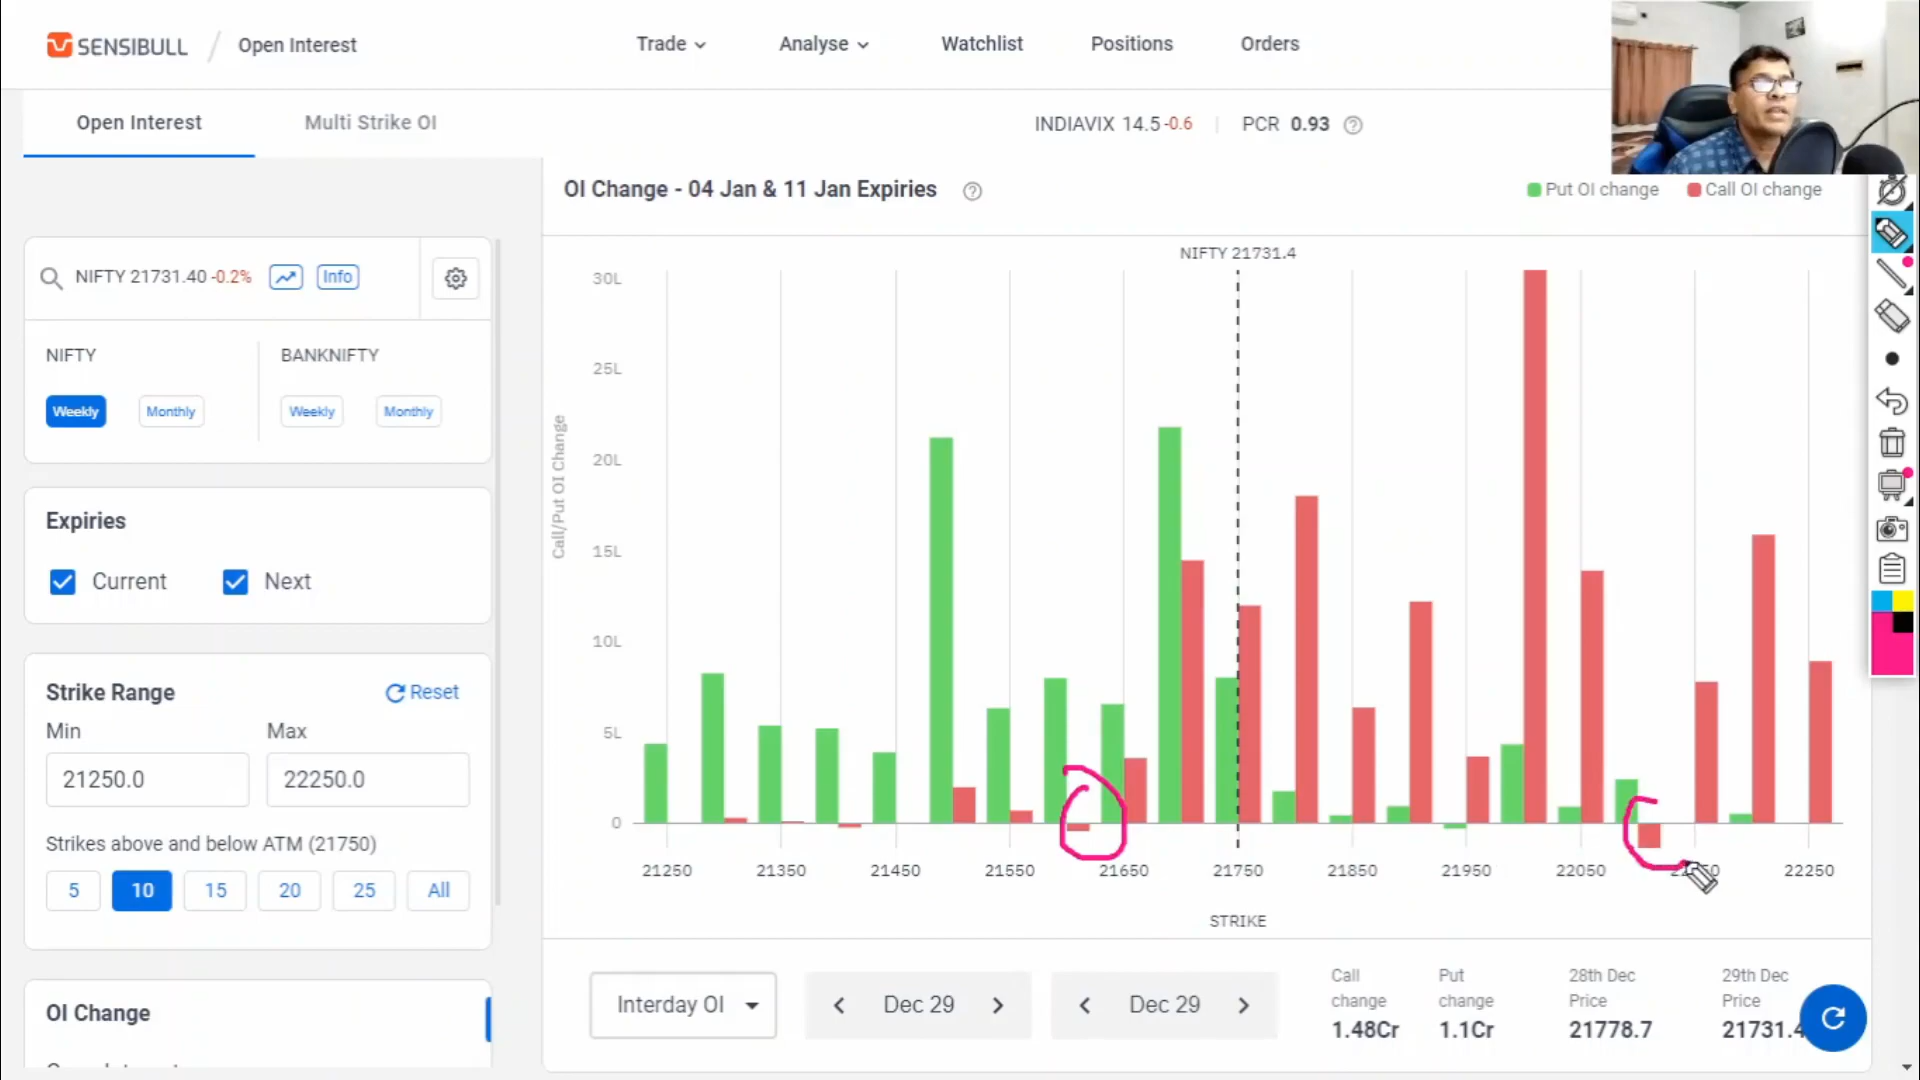 SENSIBULL / Open Interest
Trade
Analyse
Watchlist
Positions
Orders
Open Interest
Multi Strike OI
INDIAVIX 14.5 -0.6
PCR 0.93
OI Change - 04 Jan & 11 Jan Expiries
Put OI change
Call OI change
NIFTY 21731.40 -0.2%
Info
NIFTY
BANKNIFTY
Weekly
Monthly
Weekly
Monthly
Expiries
Current
Next
Strike Range
Reset
Min
Max
21250.0
22250.0
Strikes above and below ATM (21750)
5
10
15
20
25
All
OI Change
NIFTY 21731.4
Call/Put OI Change
30L
25L
20L
15L
10L
5L
0
21250
21350
21450
21550
21650
21750
21850
21950
22050
22250
STRIKE
Interday OI
Dec 29
Dec 29
Call change
1.48Cr
Put change
1.1Cr
28th Dec Price
21778.7
29th Dec Price
21731.4